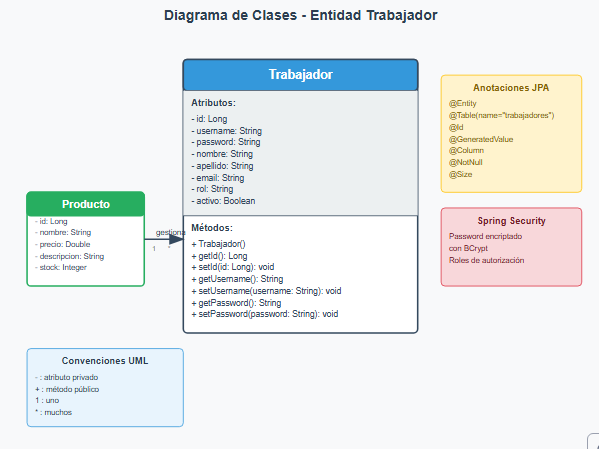 Diagrama de Clases - Entidad Trabajador
Trabajador
Atributos:
- id: Long
- username: String
- password: String
- nombre: String
- apellido: String
- email: String
- rol: String
- activo: Boolean
Métodos:
+ Trabajador()
+ getId(): Long
+ setId(id: Long): void
+ getUsername(): String
+ setUsername(username: String): void
+ getPassword(): String
+ setPassword(password: String): void
Anotaciones JPA
@Entity
@Table(name="trabajadores")
@Id
@GeneratedValue
@Column
@NotNull
@Size
Producto
- id: Long
- nombre: String
- precio: Double
- descripcion: String
- stock: Integer
gestiona
1 *
Spring Security
Password encriptado
con BCrypt
Roles de autorización
Convenciones UML
- : atributo privado
+ : método público
1 : uno
* : muchos